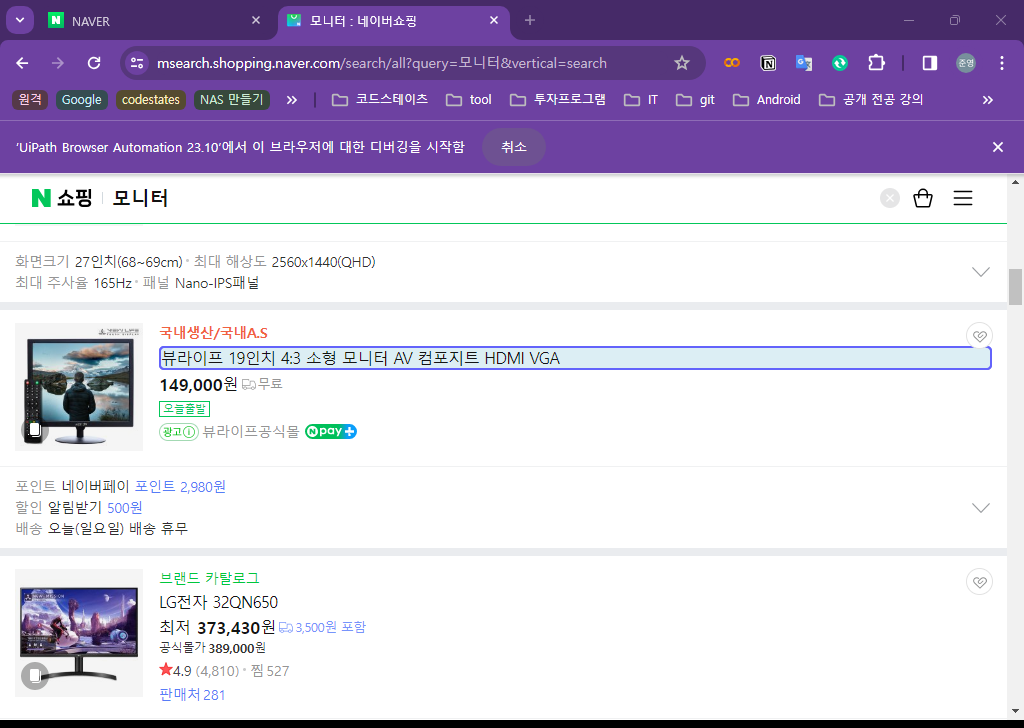 NAVER
모니터 : 네이버쇼핑
msearch.shopping.naver.com/search/all?query=모니터&vertical=search
준영
원격 Google codestates NAS 만들기 코드스테이츠 tool 투자프로그램 IT git Android 공개 전공 강의
'UiPath Browser Automation 23.10'에서 이 브라우저에 대한 디버깅을 시작함 취소
N 쇼핑 모니터
화면크기 27인치(68~69cm) · 최대 해상도 2560x1440(QHD)
최대 주사율 165Hz · 패널 Nano-IPS패널
국내생산/국내A.S
뷰라이프 19인치 4:3 소형 모니터 AV 컴포지트 HDMI VGA
149,000원 무료
오늘출발
광고 뷰라이프공식몰 N pay +
포인트 네이버페이 포인트 2,980원
할인 알림받기 500원
배송 오늘(일요일) 배송 휴무
브랜드 카탈로그
LG전자 32QN650
최저 373,430원 3,500원 포함
공식몰가 389,000원
★4.9 (4,810) · 찜 527
판매처 281